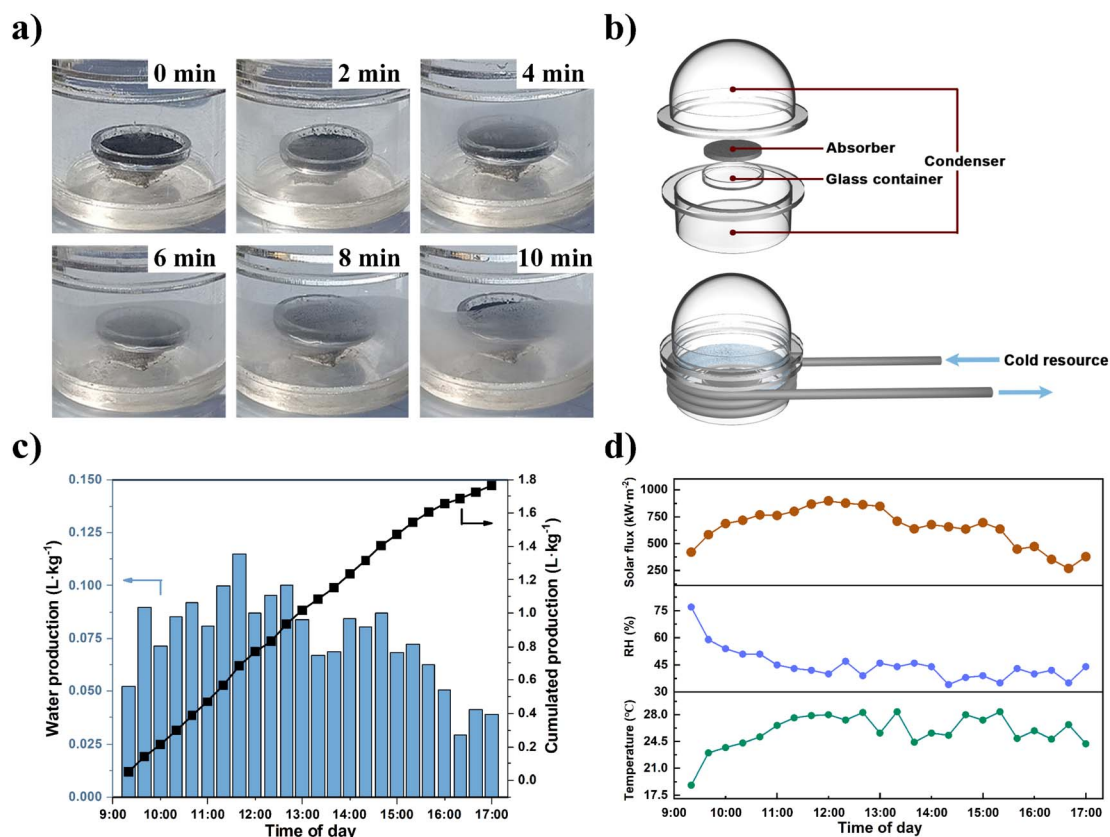 a)
0 min
2 min
4 min
6 min
8 min
10 min
b)
Absorber
Condenser
Glass container
Cold resource
c)
Water production (L·kg⁻¹)
0.150
0.125
0.100
0.075
0.050
0.025
0.000
Cumulated production (L·kg⁻¹)
1.8
1.6
1.4
1.2
1.0
0.8
0.6
0.4
0.2
0.0
9:00 10:00 11:00 12:00 13:00 14:00 15:00 16:00 17:00
Time of day
d)
Solar flux (kW·m⁻²)
1000
750
500
250
RH (%)
75
60
45
30
Temperature (℃)
28.0
24.5
21.0
17.5
9:00 10:00 11:00 12:00 13:00 14:00 15:00 16:00 17:00
Time of day